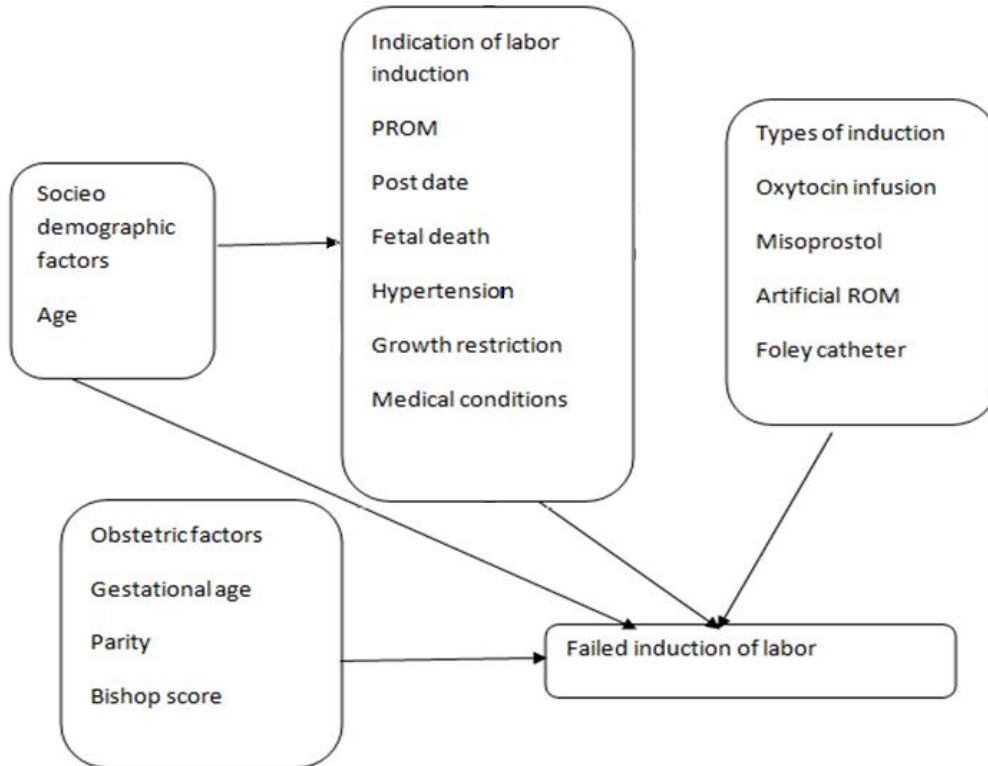 Socieo
demographic
factors
Age
Indication of labor
induction
PROM
Post date
Fetal death
Hypertension
Growth restriction
Medical conditions
Types of induction
Oxytocin infusion
Misoprostol
Artificial ROM
Foley catheter
Obstetric factors
Gestational age
Parity
Bishop score
Failed induction of labor